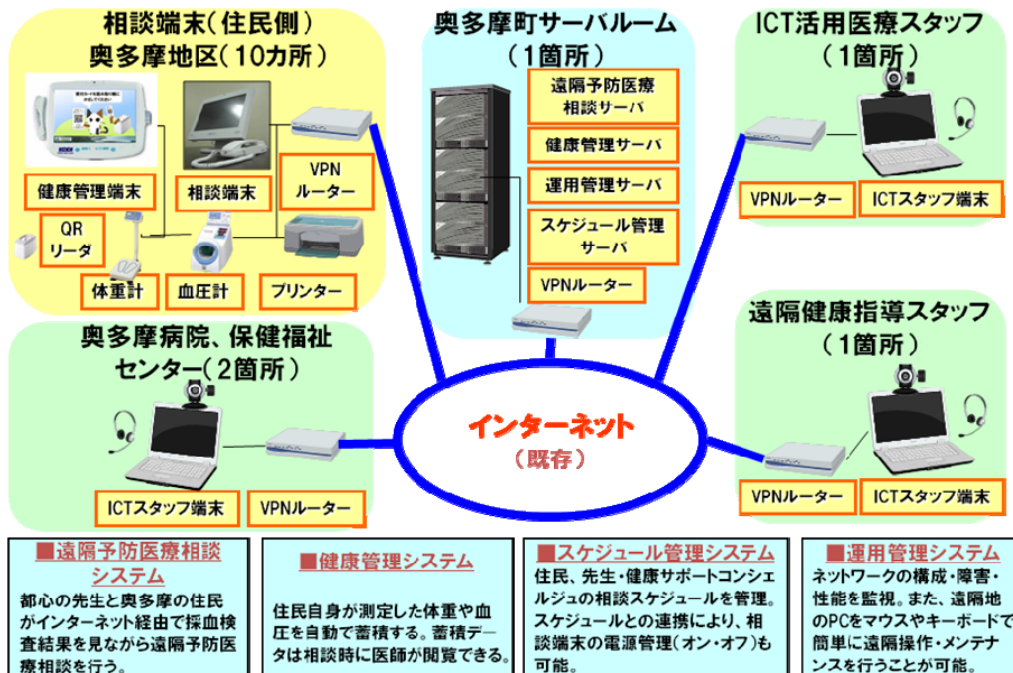 相談端末(住民側)
奥多摩地区(10カ所)
健康管理端末
相談端末
VPN
ルーター
QR
リーダ
体重計
血圧計
プリンター
奥多摩町サーバルーム
(1箇所)
遠隔予防医療
相談サーバ
健康管理サーバ
運用管理サーバ
スケジュール管理
サーバ
VPNルーター
ICT活用医療スタッフ
(1箇所)
VPNルーター
ICTスタッフ端末
奥多摩病院、保健福祉
センター(2箇所)
ICTスタッフ端末
VPNルーター
インターネット
(既存)
遠隔健康指導スタッフ
(1箇所)
VPNルーター
ICTスタッフ端末
■遠隔予防医療相談
システム
都心の先生と奥多摩の住民
がインターネット経由で採血検
査結果を見ながら遠隔予防医
療相談を行う。
■健康管理システム
住民自身が測定した体重や血
圧を自動で蓄積する。蓄積デー
タは相談時に医師が閲覧できる。
■スケジュール管理システム
住民、先生・健康サポートコンシェ
ルジュの相談スケジュールを管理。
スケジュールとの連携により、相
談端末の電源管理(オン・オフ)も
可能。
■運用管理システム
ネットワークの構成・障害・
性能を監視。また、遠隔地
のPCをマウスやキーボードで
簡単に遠隔操作・メンテナ
ンスを行うことが可能。